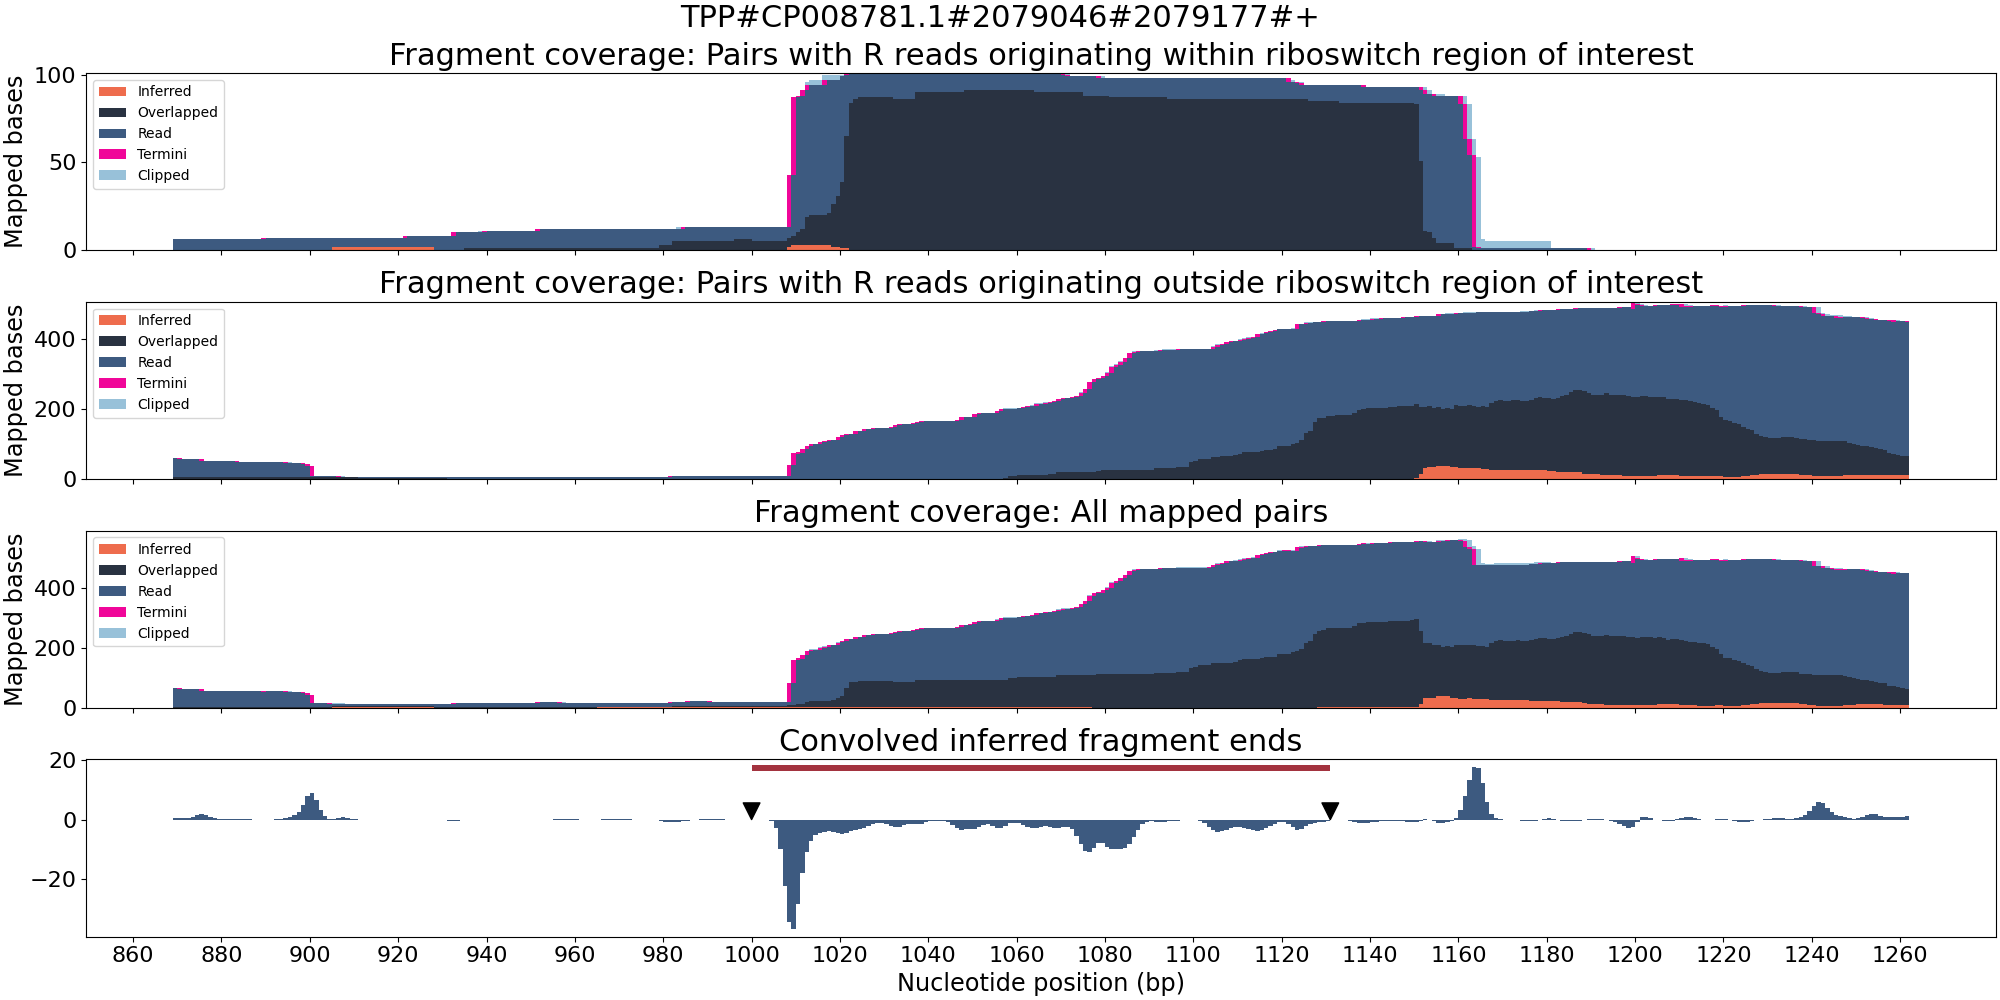 TPP#CP008781.1#2079046#2079177#+
Fragment coverage: Pairs with R reads originating within riboswitch region of interest
Mapped bases
100
50
0
Inferred
Overlapped
Read
Termini
Clipped
Fragment coverage: Pairs with R reads originating outside riboswitch region of interest
Mapped bases
400
200
0
Inferred
Overlapped
Read
Termini
Clipped
Fragment coverage: All mapped pairs
Mapped bases
400
200
0
Inferred
Overlapped
Read
Termini
Clipped
Convolved inferred fragment ends
20
0
−20
860 880 900 920 940 960 980 1000 1020 1040 1060 1080 1100 1120 1140 1160 1180 1200 1220 1240 1260
Nucleotide position (bp)